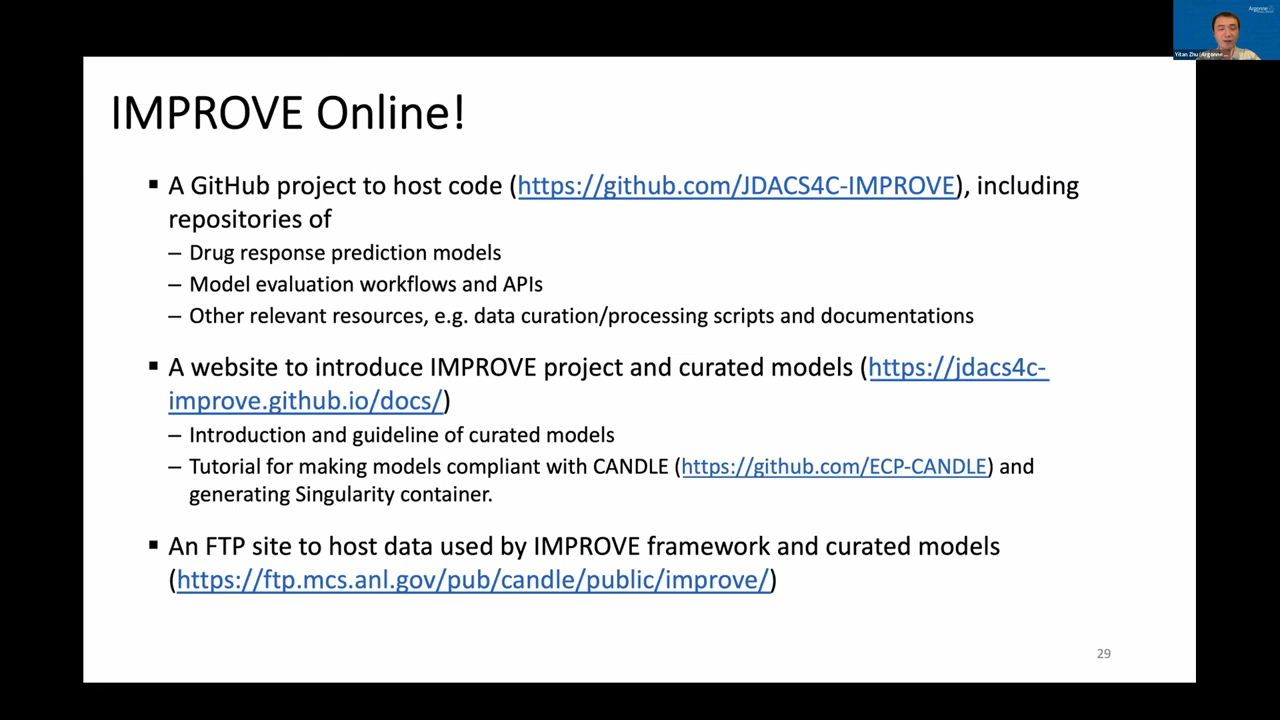 Argonne
Yitan Zhu (Argonne ...
IMPROVE Online!
▪ A GitHub project to host code (https://github.com/JDACS4C-IMPROVE), including
repositories of
– Drug response prediction models
– Model evaluation workflows and APIs
– Other relevant resources, e.g. data curation/processing scripts and documentations
▪ A website to introduce IMPROVE project and curated models (https://jdacs4c-
improve.github.io/docs/)
– Introduction and guideline of curated models
– Tutorial for making models compliant with CANDLE (https://github.com/ECP-CANDLE) and
generating Singularity container.
▪ An FTP site to host data used by IMPROVE framework and curated models
(https://ftp.mcs.anl.gov/pub/candle/public/improve/)
29